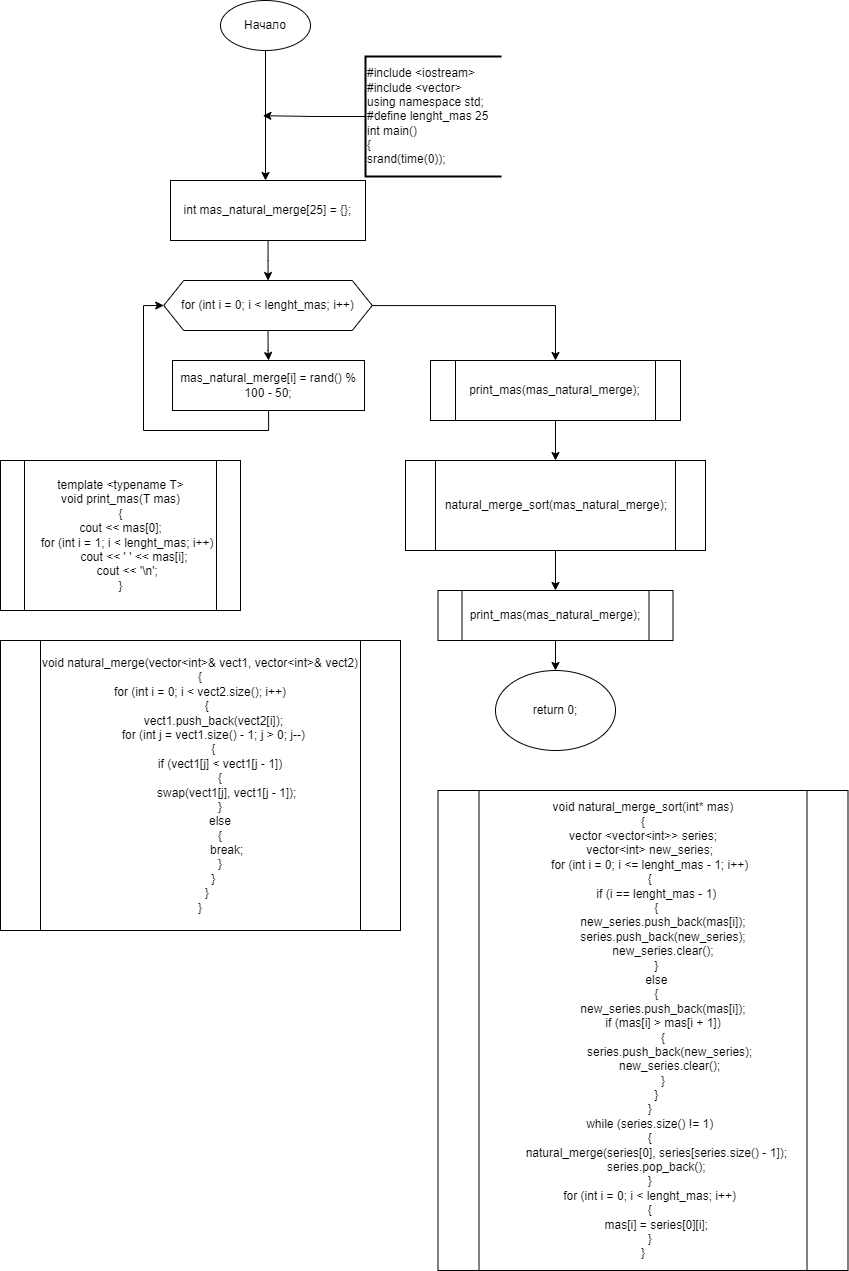 Начало
#include <iostream>
#include <vector>
using namespace std;
#define lenght_mas 25
int main()
{
srand(time(0));
int mas_natural_merge[25] = {};
for (int i = 0; i < lenght_mas; i++)
mas_natural_merge[i] = rand() %
100 - 50;
print_mas(mas_natural_merge);
natural_merge_sort(mas_natural_merge);
print_mas(mas_natural_merge);
return 0;
template <typename T>
void print_mas(T mas)
{
cout << mas[0];
for (int i = 1; i < lenght_mas; i++)
cout << ' ' << mas[i];
cout << '\n';
}
void natural_merge(vector<int>& vect1, vector<int>& vect2)
{
for (int i = 0; i < vect2.size(); i++)
{
vect1.push_back(vect2[i]);
for (int j = vect1.size() - 1; j > 0; j--)
{
if (vect1[j] < vect1[j - 1])
{
swap(vect1[j], vect1[j - 1]);
}
else
{
break;
}
}
}
}
void natural_merge_sort(int* mas)
{
vector <vector<int>> series;
vector<int> new_series;
for (int i = 0; i <= lenght_mas - 1; i++)
{
if (i == lenght_mas - 1)
{
new_series.push_back(mas[i]);
series.push_back(new_series);
new_series.clear();
}
else
{
new_series.push_back(mas[i]);
if (mas[i] > mas[i + 1])
{
series.push_back(new_series);
new_series.clear();
}
}
}
while (series.size() != 1)
{
natural_merge(series[0], series[series.size() - 1]);
series.pop_back();
}
for (int i = 0; i < lenght_mas; i++)
{
mas[i] = series[0][i];
}
}